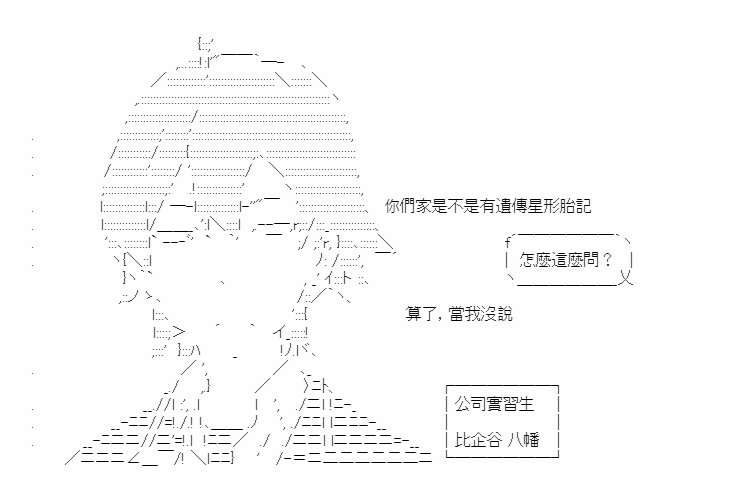 你們家是不是有遺傳星形胎記
怎麼這麼問？
算了，當我沒說
公司實習生
比企谷 八幡